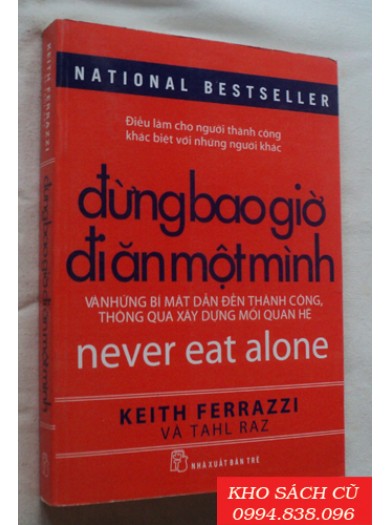 KEITH FERRAZZI
đừng bao giờ đi ăn một mình
NATIONAL BESTSELLER
Điều làm cho người thành công
khác biệt với những người khác
đừng bao giờ
đi ăn một mình
VÀ NHỮNG BÍ MẬT DẪN ĐẾN THÀNH CÔNG,
THÔNG QUA XÂY DỰNG MỐI QUAN HỆ
never eat alone
KEITH FERRAZZI
VÀ TAHL RAZ
NHÀ XUẤT BẢN TRẺ
KHO SÁCH CŨ
0994.838.096